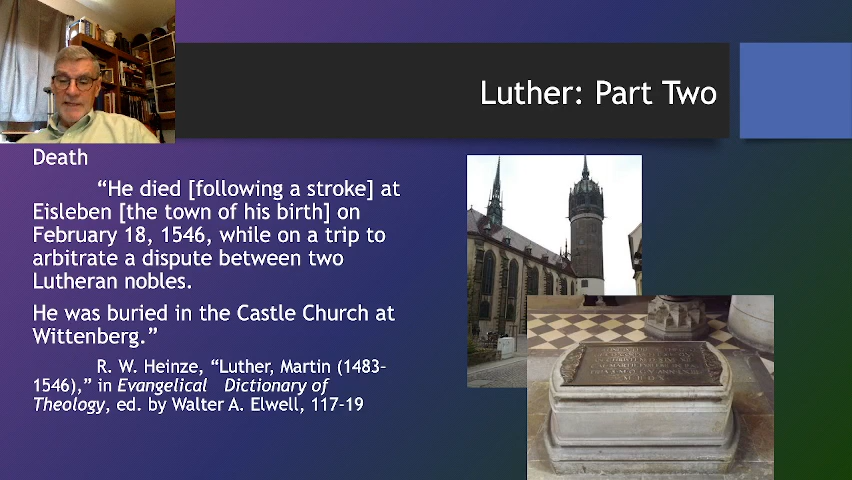 Luther: Part Two
Death
“He died [following a stroke] at
Eisleben [the town of his birth] on
February 18, 1546, while on a trip to
arbitrate a dispute between two
Lutheran nobles.
He was buried in the Castle Church at
Wittenberg.”
R. W. Heinze, “Luther, Martin (1483–
1546),” in Evangelical Dictionary of
Theology, ed. by Walter A. Elwell, 117–19